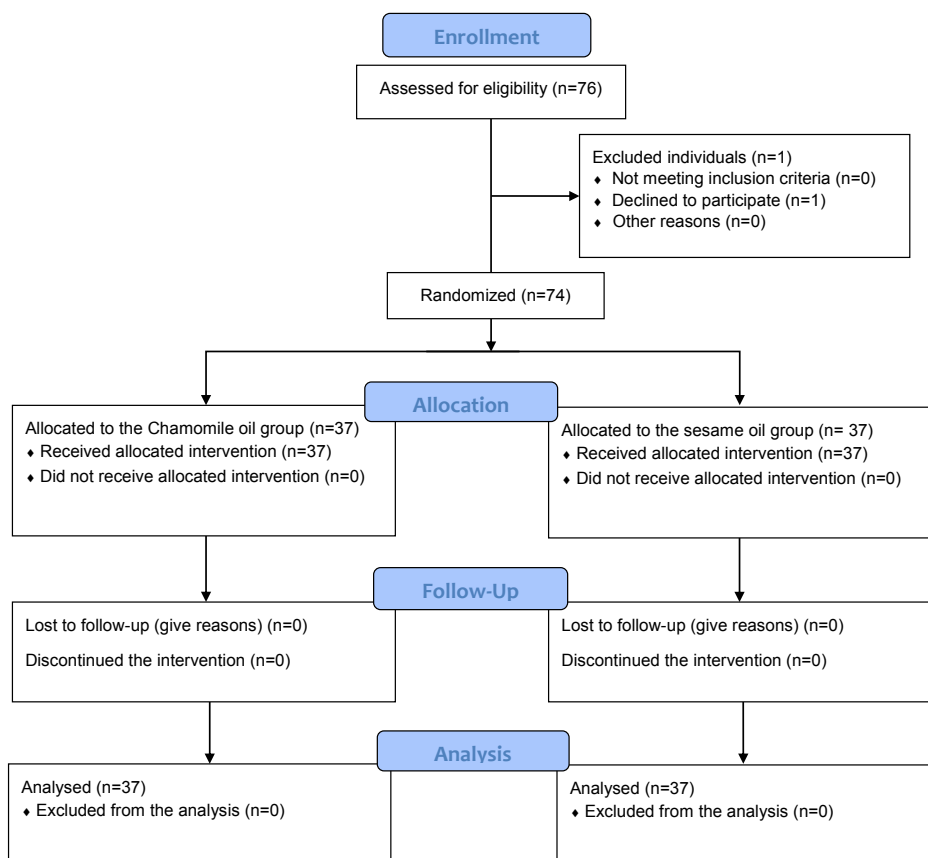 Enrollment
Assessed for eligibility (n=76)
Excluded individuals (n=1)
♦ Not meeting inclusion criteria (n=0)
♦ Declined to participate (n=1)
♦ Other reasons (n=0)
Randomized (n=74)
Allocation
Allocated to the Chamomile oil group (n=37)
♦ Received allocated intervention (n=37)
♦ Did not receive allocated intervention (n=0)
Allocated to the sesame oil group (n= 37)
♦ Received allocated intervention (n=37)
♦ Did not receive allocated intervention (n=0)
Follow-Up
Lost to follow-up (give reasons) (n=0)
Discontinued the intervention (n=0)
Lost to follow-up (give reasons) (n=0)
Discontinued the intervention (n=0)
Analysis
Analysed (n=37)
♦ Excluded from the analysis (n=0)
Analysed (n=37)
♦ Excluded from the analysis (n=0)